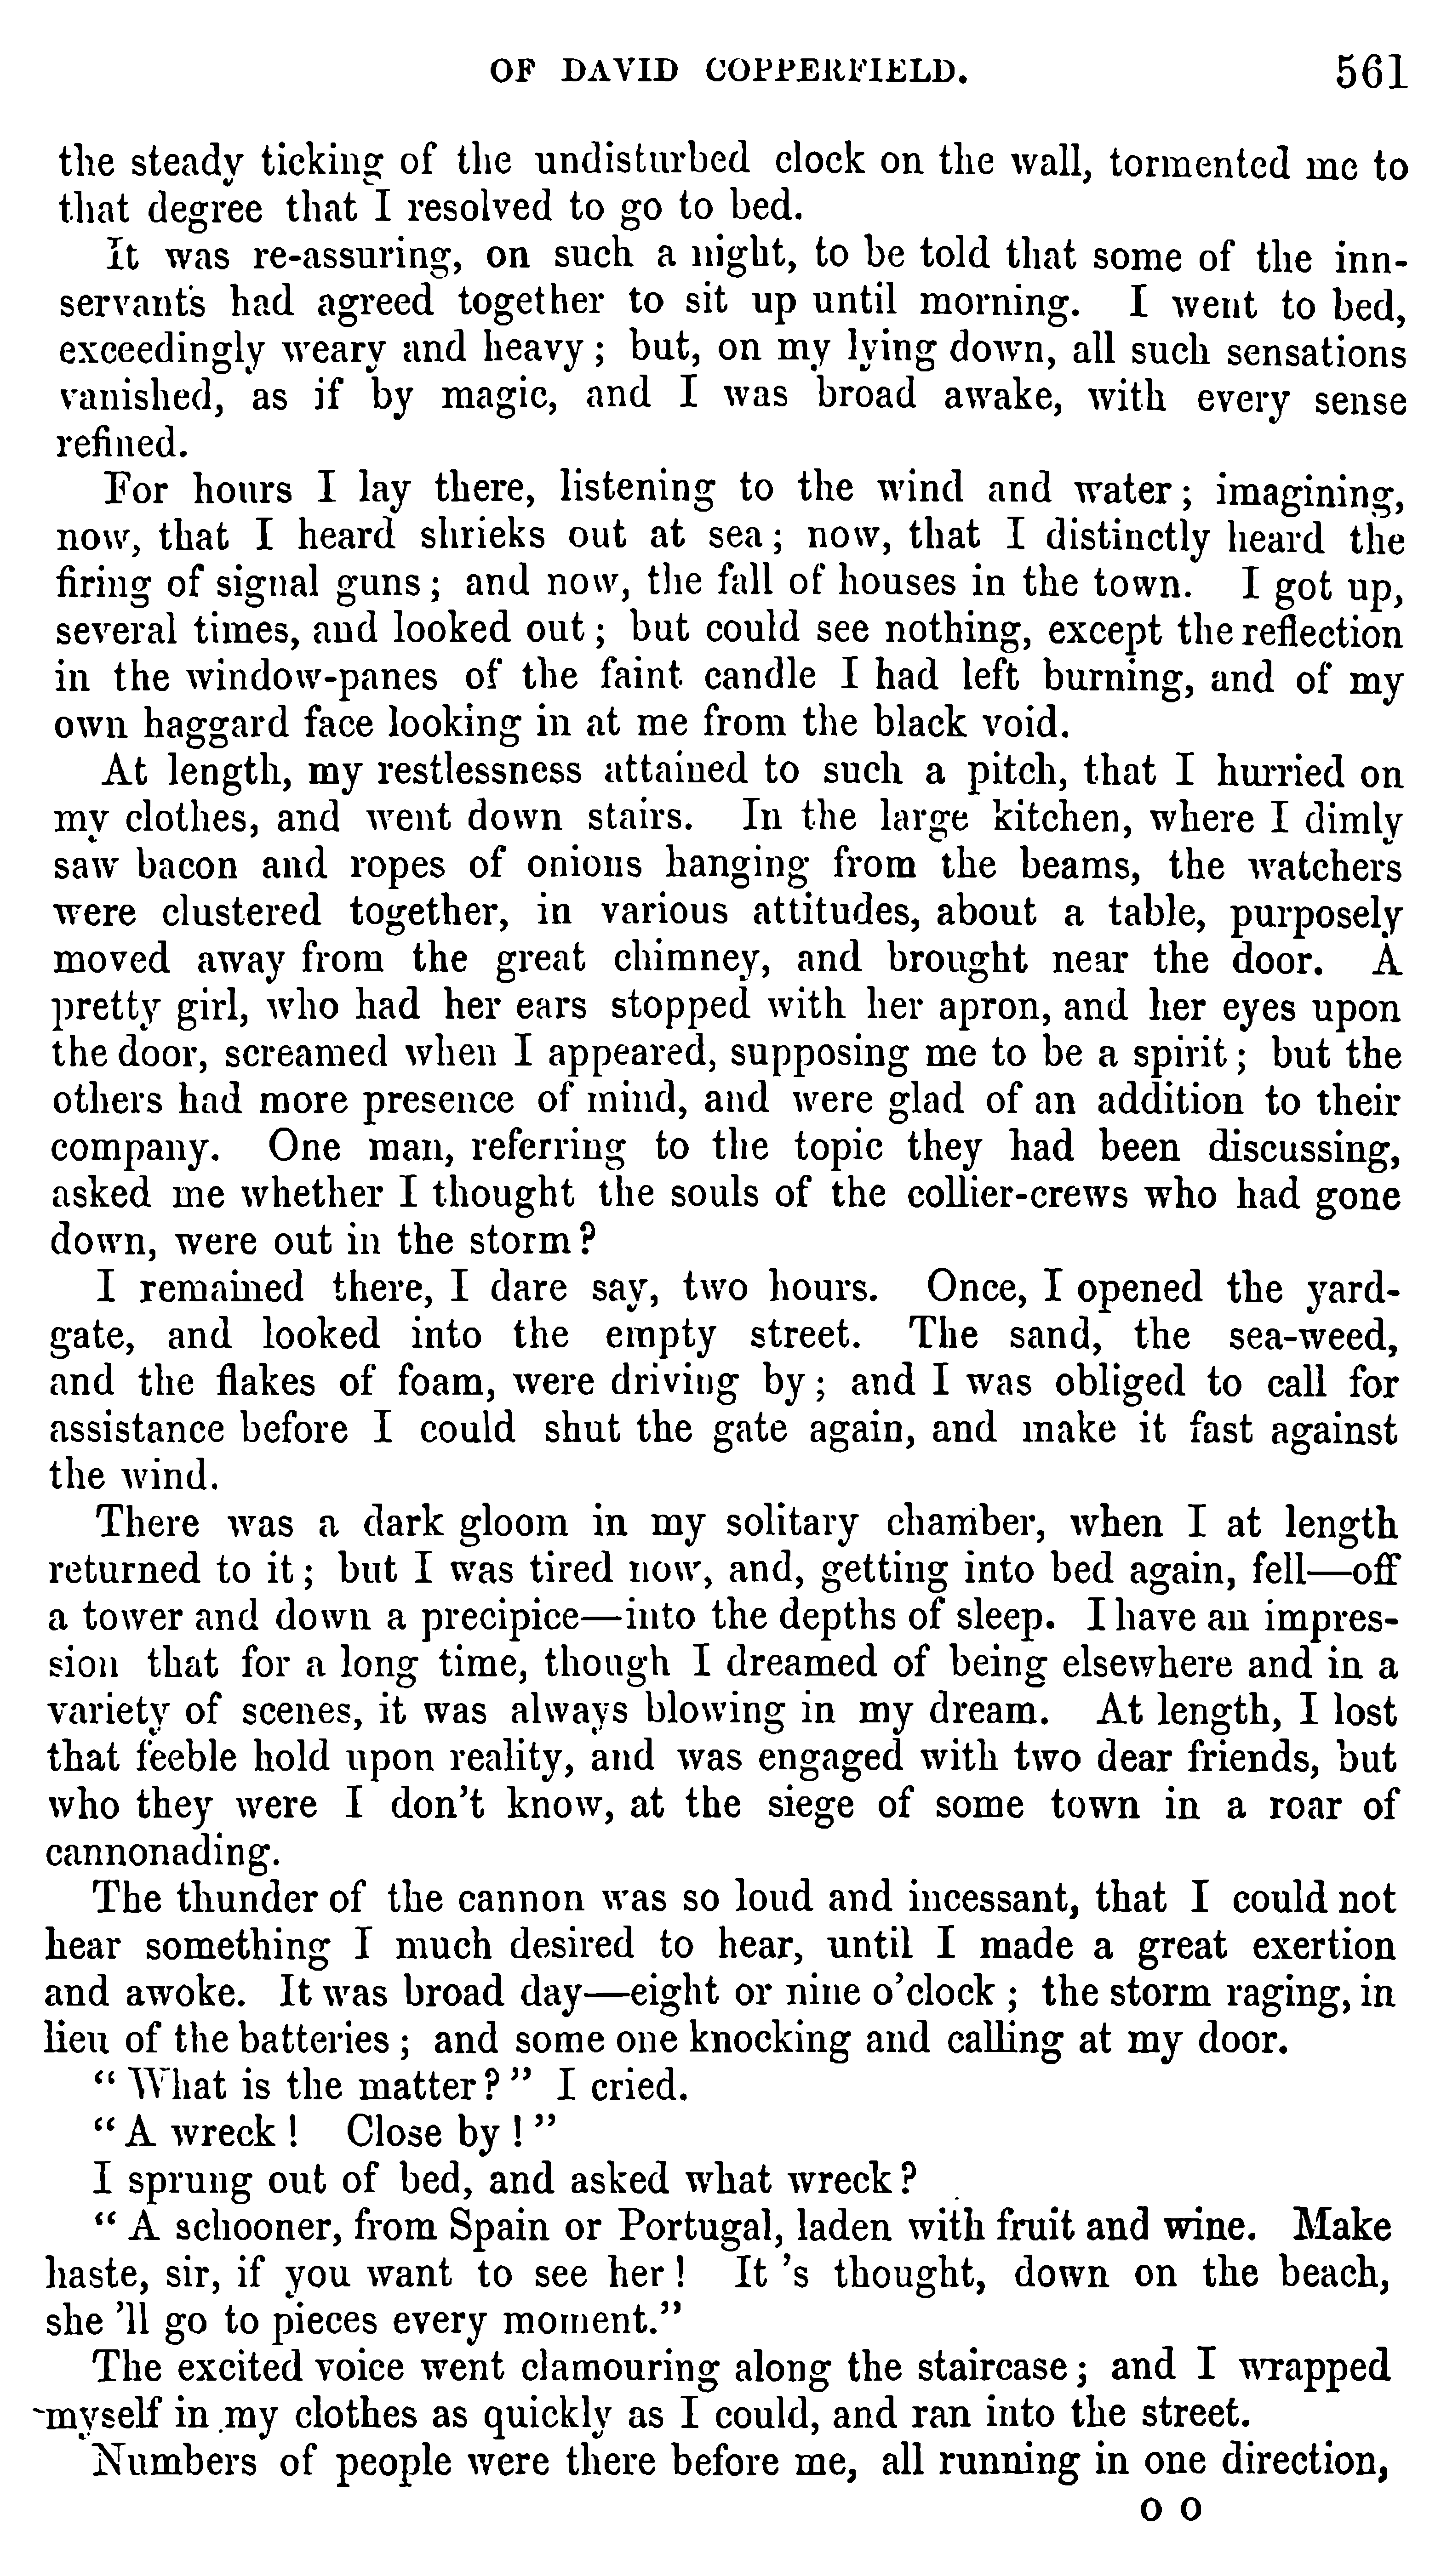 OF DAVID COPPERFIELD. 561
the steady ticking of the undisturbed clock on the wall, tormented me to
that degree that I resolved to go to bed.
It was re-assuring, on such a night, to be told that some of the inn-
servants had agreed together to sit up until morning. I went to bed,
exceedingly weary and heavy; but, on my lying down, all such sensations
vanished, as if by magic, and I was broad awake, with every sense
refined.
For hours I lay there, listening to the wind and water; imagining,
now, that I heard shrieks out at sea; now, that I distinctly heard the
firing of signal guns; and now, the fall of houses in the town. I got up,
several times, and looked out; but could see nothing, except the reflection
in the window-panes of the faint candle I had left burning, and of my
own haggard face looking in at me from the black void.
At length, my restlessness attained to such a pitch, that I hurried on
my clothes, and went down stairs. In the large kitchen, where I dimly
saw bacon and ropes of onions hanging from the beams, the watchers
were clustered together, in various attitudes, about a table, purposely
moved away from the great chimney, and brought near the door. A
pretty girl, who had her ears stopped with her apron, and her eyes upon
the door, screamed when I appeared, supposing me to be a spirit; but the
others had more presence of mind, and were glad of an addition to their
company. One man, referring to the topic they had been discussing,
asked me whether I thought the souls of the collier-crews who had gone
down, were out in the storm?
I remained there, I dare say, two hours. Once, I opened the yard-
gate, and looked into the empty street. The sand, the sea-weed,
and the flakes of foam, were driving by; and I was obliged to call for
assistance before I could shut the gate again, and make it fast against
the wind.
There was a dark gloom in my solitary chamber, when I at length
returned to it; but I was tired now, and, getting into bed again, fell—off
a tower and down a precipice—into the depths of sleep. I have an impres-
sion that for a long time, though I dreamed of being elsewhere and in a
variety of scenes, it was always blowing in my dream. At length, I lost
that feeble hold upon reality, and was engaged with two dear friends, but
who they were I don't know, at the siege of some town in a roar of
cannonading.
The thunder of the cannon was so loud and incessant, that I could not
hear something I much desired to hear, until I made a great exertion
and awoke. It was broad day—eight or nine o'clock; the storm raging, in
lieu of the batteries; and some one knocking and calling at my door.
"What is the matter?" I cried.
"A wreck! Close by!"
I sprung out of bed, and asked what wreck?
"A schooner, from Spain or Portugal, laden with fruit and wine. Make
haste, sir, if you want to see her! It 's thought, down on the beach,
she 'll go to pieces every moment."
The excited voice went clamouring along the staircase; and I wrapped
myself in my clothes as quickly as I could, and ran into the street.
Numbers of people were there before me, all running in one direction,
O O